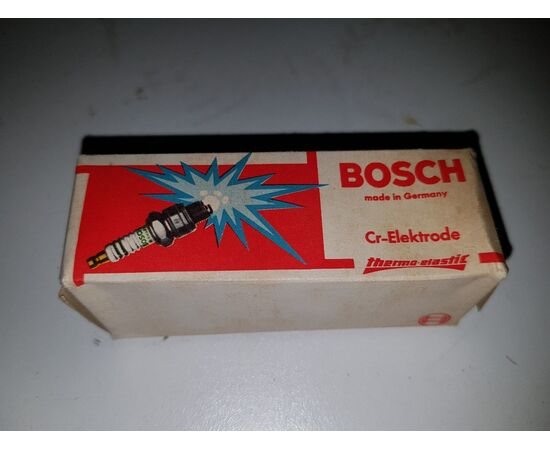 BOSCH
made in Germany
Cr-Elektrode
thermo-elastic